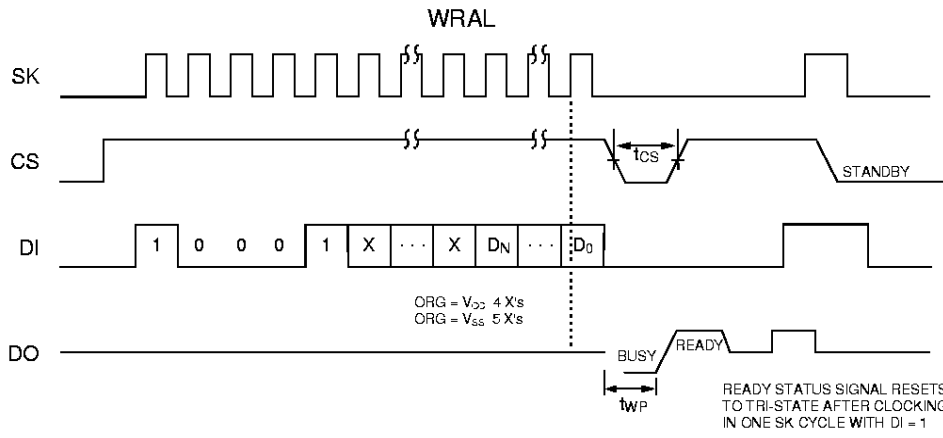 WRAL
SK
CS
tCS
STANDBY
DI
1 0 0 0 1 X ··· X DN ··· D0
ORG = VCC 4 X's
ORG = VSS 5 X's
DO
BUSY
READY
tWP
READY STATUS SIGNAL RESETS
TO TRI-STATE AFTER CLOCKING
IN ONE SK CYCLE WITH DI = 1